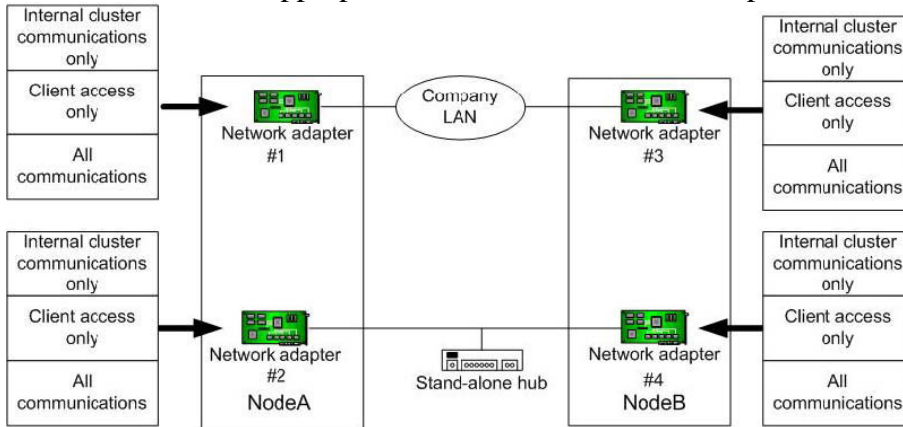 Internal cluster
communications
only
Client access
only
All
communications
Network adapter
#1
Company
LAN
Network adapter
#3
Internal cluster
communications
only
Client access
only
All
communications
Internal cluster
communications
only
Client access
only
All
communications
Network adapter
#2
NodeA
Stand-alone hub
Network adapter
#4
NodeB
Internal cluster
communications
only
Client access
only
All
communications